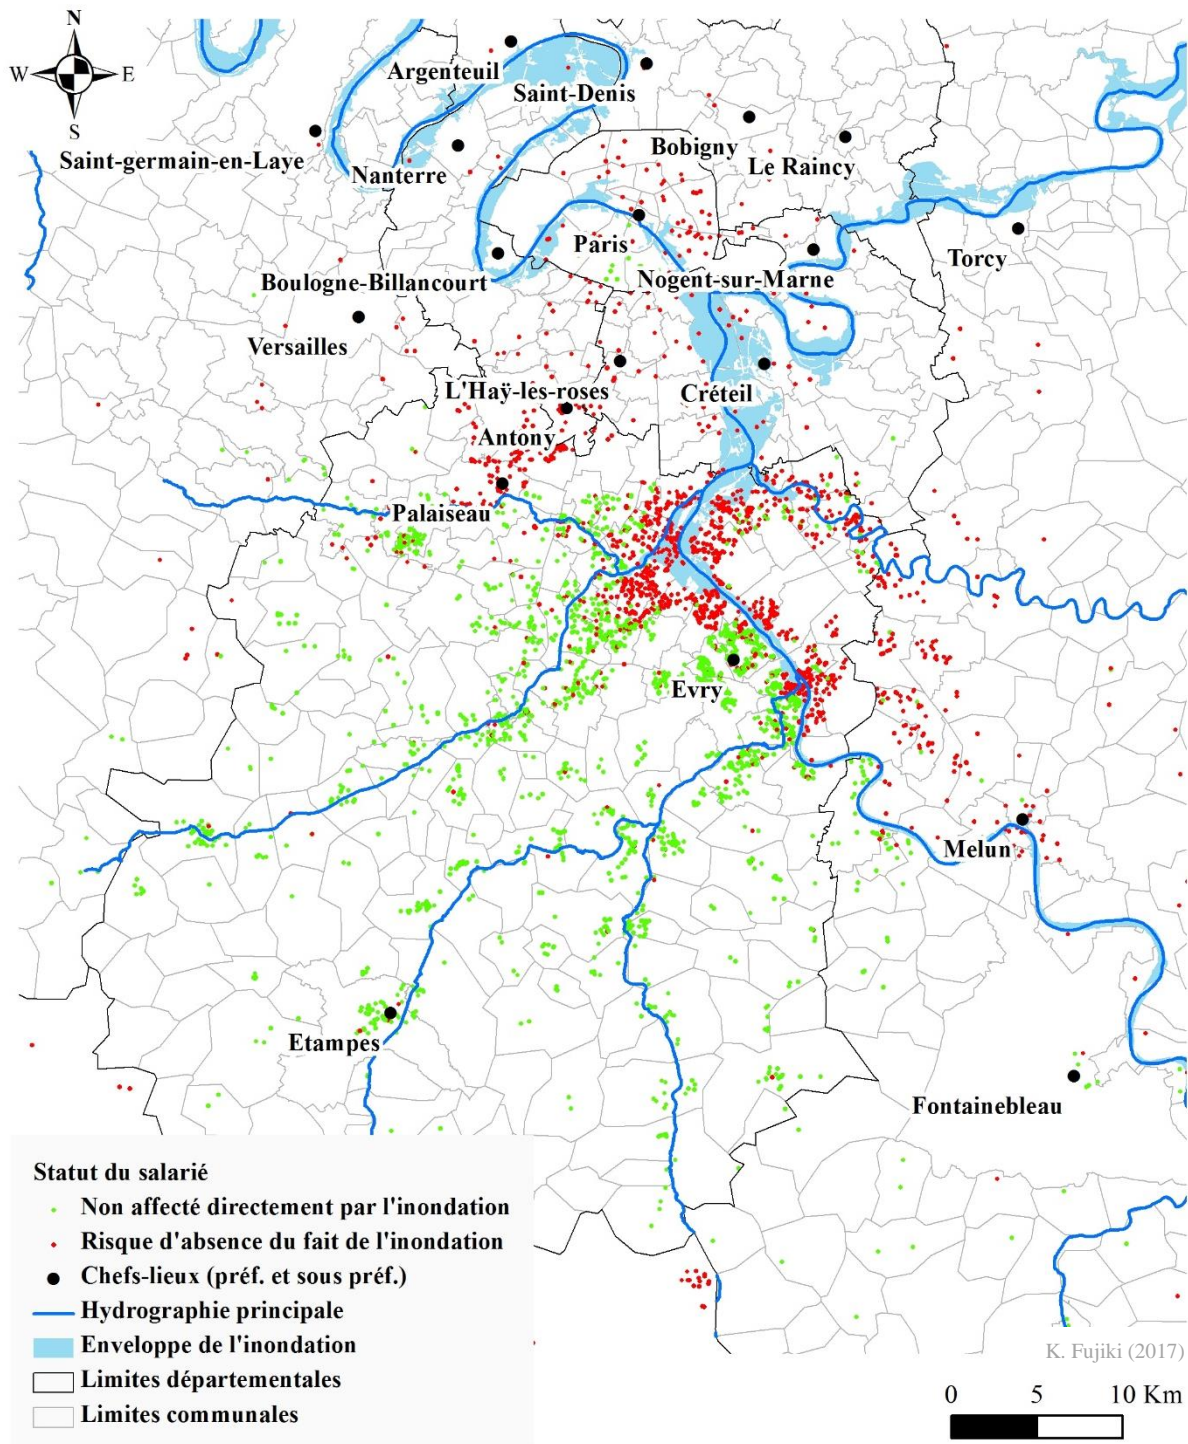 N
W
E
S
Argenteuil
Saint-Denis
Saint-germain-en-Laye
Nanterre
Bobigny
Le Raincy
Paris
Torcy
Boulogne-Billancourt
Nogent-sur-Marne
Versailles
L'Haÿ-les-roses
Créteil
Antony
Palaiseau
Evry
Melun
Etampes
Fontainebleau
Statut du salarié
Non affecté directement par l'inondation
Risque d'absence du fait de l'inondation
Chefs-lieux (préf. et sous préf.)
Hydrographie principale
Enveloppe de l'inondation
Limites départementales
Limites communales
K. Fujiki (2017)
0 5 10 Km